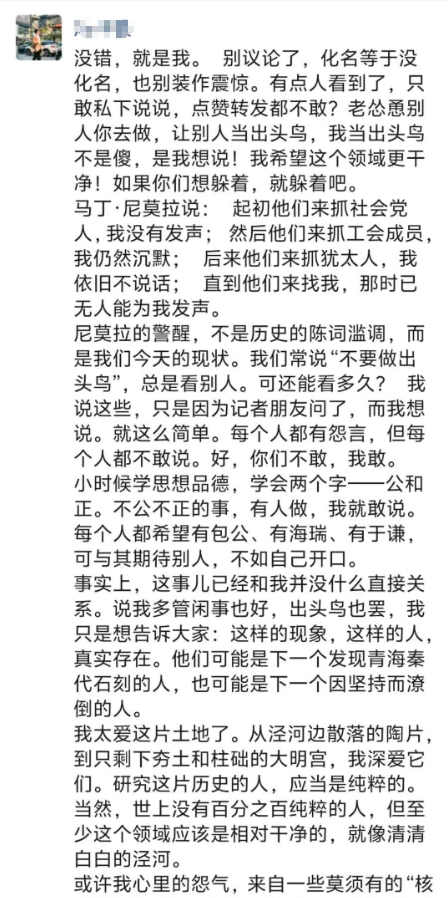 没错，就是我。 别议论了，化名等于没
化名，也别装作震惊。有点人看到了，只
敢私下说说，点赞转发都不敢？老怂恿别
人你去做，让别人当出头鸟，我当出头鸟
不是傻，是我想说！我希望这个领域更干
净！如果你们想躲着，就躲着吧。
马丁·尼莫拉说： 起初他们来抓社会党
人，我没有发声； 然后他们来抓工会成员，
我仍然沉默； 后来他们来抓犹太人，我
依旧不说话； 直到他们来找我，那时已
无人能为我发声。
尼莫拉的警醒，不是历史的陈词滥调，而
是我们今天的现状。我们常说“不要做出
头鸟”，总是看别人。可还能看多久？ 我
说这些，只是因为记者朋友问了，而我想
说。就这么简单。每个人都有怨言，但每
个人都不敢说。好，你们不敢，我敢。
小时候学思想品德，学会两个字——公和
正。不公不正的事，有人做，我就敢说。
每个人都希望有包公、有海瑞、有于谦，
可与其期待别人，不如自己开口。
事实上，这事儿已经和我并没什么直接关
系。说我多管闲事也好，出头鸟也罢，我
只是想告诉大家：这样的现象，这样的人，
真实存在。他们可能是下一个发现青海秦
代石刻的人，也可能是下一个因坚持而潦
倒的人。
我太爱这片土地了。从泾河边散落的陶片，
到只剩下夯土和柱础的大明宫，我深爱它
们。研究这片历史的人，应当是纯粹的。
当然，世上没有百分之百纯粹的人，但至
少这个领域应该是相对干净的，就像清清
白白的泾河。
或许我心里的怨气，来自一些莫须有的“核